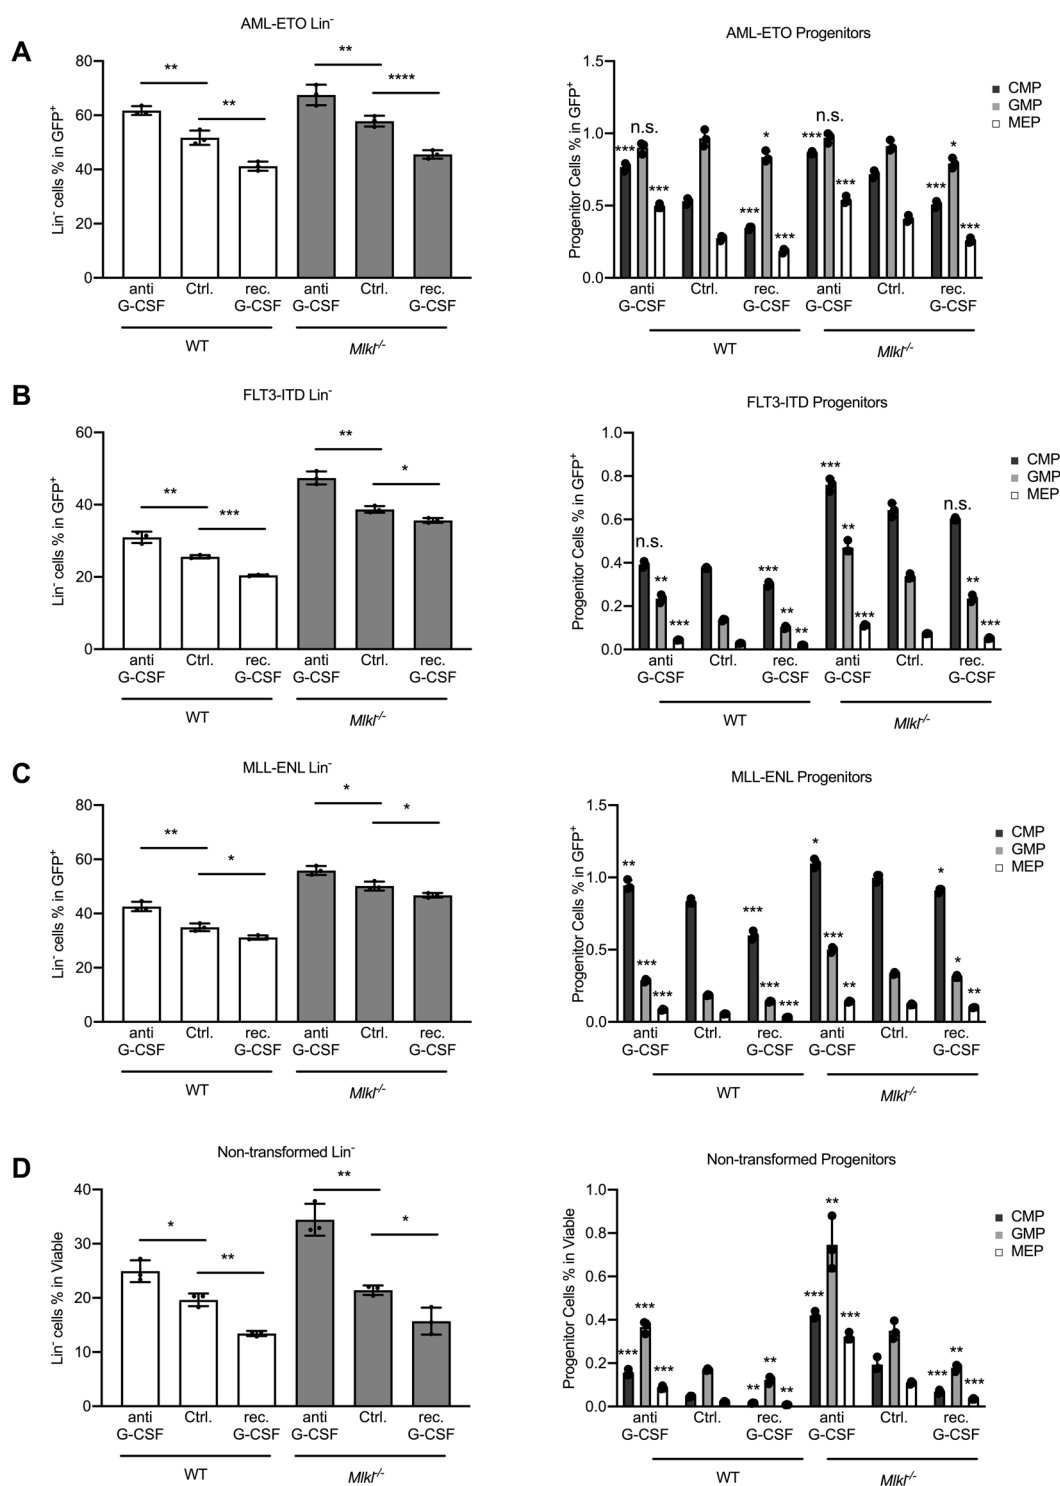 A
AML-ETO Lin-
Lin- cells % in GFP+
80
60
40
20
0
**
**
**
****
anti G-CSF
Ctrl.
rec. G-CSF
anti G-CSF
Ctrl.
rec. G-CSF
WT
Mlkl-/-
AML-ETO Progenitors
Progenitor Cells % in GFP+
1.5
1.0
0.5
0.0
***
n.s.
***
***
*
***
***
n.s.
***
***
*
***
anti G-CSF
Ctrl.
rec. G-CSF
anti G-CSF
Ctrl.
rec. G-CSF
WT
Mlkl-/-
CMP
GMP
MEP
B
FLT3-ITD Lin-
Lin- cells % in GFP+
60
40
20
0
**
***
**
*
anti G-CSF
Ctrl.
rec. G-CSF
anti G-CSF
Ctrl.
rec. G-CSF
WT
Mlkl-/-
FLT3-ITD Progenitors
Progenitor Cells % in GFP+
1.0
0.8
0.6
0.4
0.2
0.0
n.s.
**
***
***
**
**
***
**
***
n.s.
**
***
anti G-CSF
Ctrl.
rec. G-CSF
anti G-CSF
Ctrl.
rec. G-CSF
WT
Mlkl-/-
CMP
GMP
MEP
C
MLL-ENL Lin-
Lin- cells % in GFP+
80
60
40
20
0
**
*
*
*
anti G-CSF
Ctrl.
rec. G-CSF
anti G-CSF
Ctrl.
rec. G-CSF
WT
Mlkl-/-
MLL-ENL Progenitors
Progenitor Cells % in GFP+
1.5
1.0
0.5
0.0
**
***
***
***
***
***
*
***
**
*
*
**
anti G-CSF
Ctrl.
rec. G-CSF
anti G-CSF
Ctrl.
rec. G-CSF
WT
Mlkl-/-
CMP
GMP
MEP
D
Non-transformed Lin-
Lin- cells % in Viable
40
30
20
10
0
*
**
**
*
anti G-CSF
Ctrl.
rec. G-CSF
anti G-CSF
Ctrl.
rec. G-CSF
WT
Mlkl-/-
Non-transformed Progenitors
Progenitor Cells % in Viable
1.0
0.8
0.6
0.4
0.2
0.0
***
***
***
**
**
**
***
**
***
***
**
***
anti G-CSF
Ctrl.
rec. G-CSF
anti G-CSF
Ctrl.
rec. G-CSF
WT
Mlkl-/-
CMP
GMP
MEP